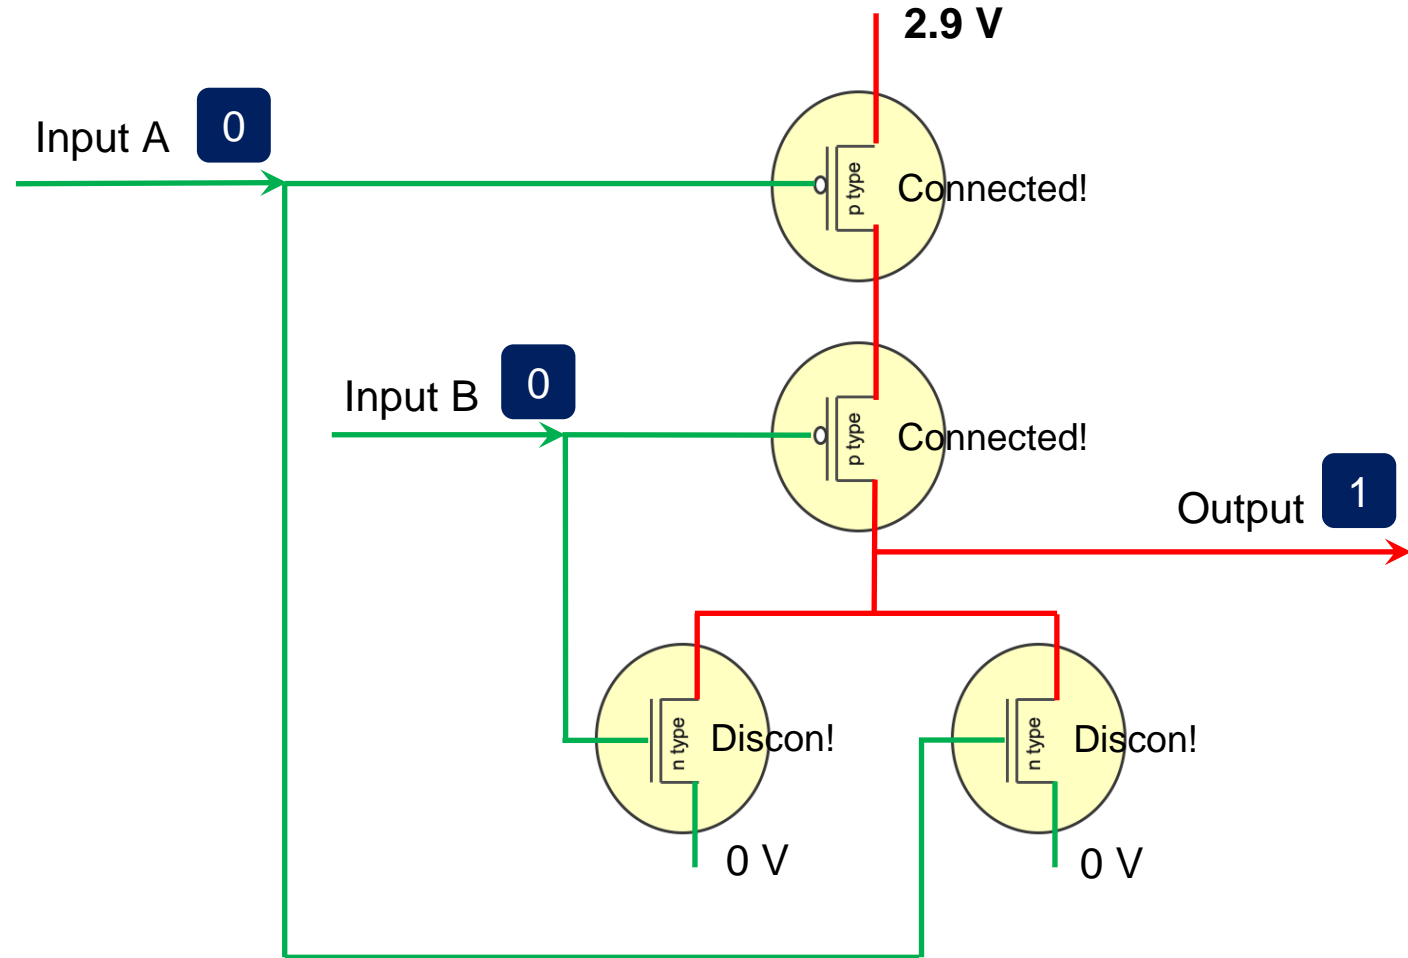 2.9 V
Input A 0
p type
Connected!
Input B 0
p type
Connected!
Output 1
n type
Discon!
n type
Discon!
0 V
0 V